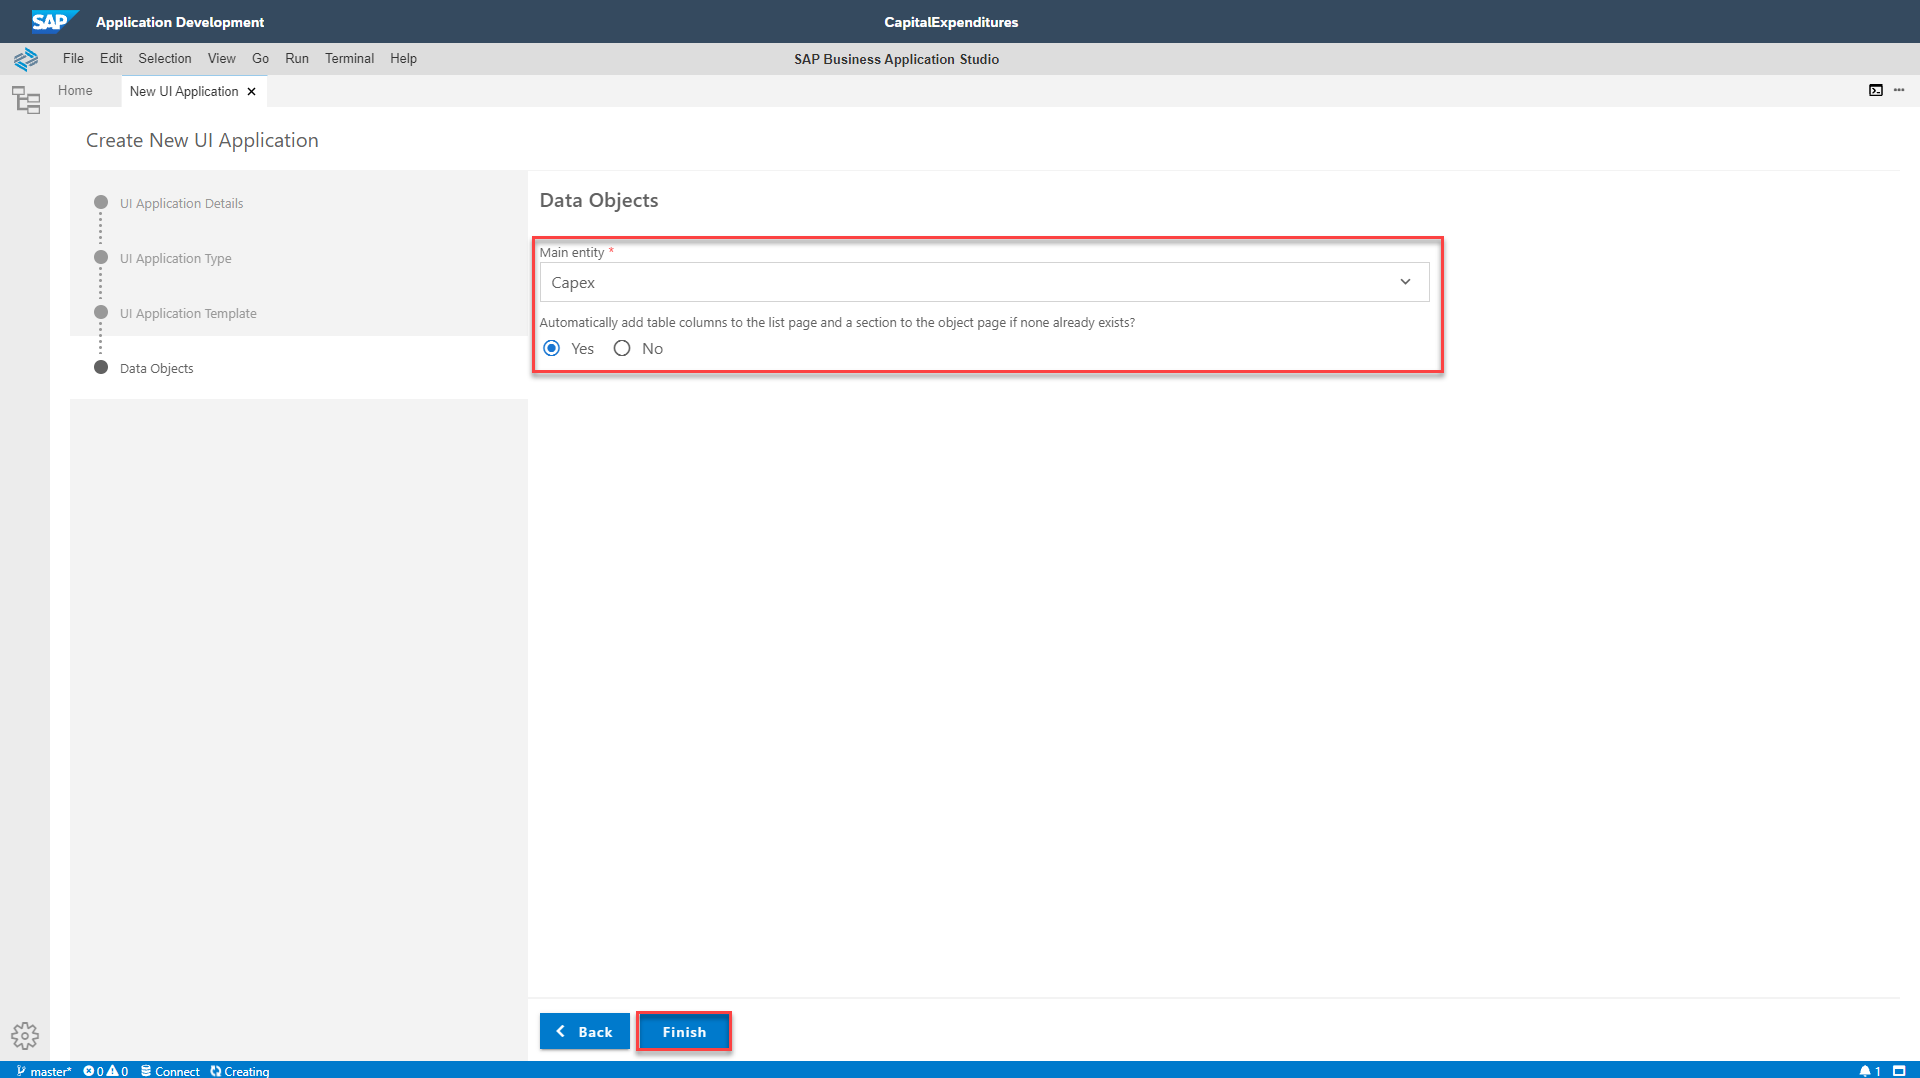 SAP Application Development
CapitalExpenditures
File Edit Selection View Go Run Terminal Help
SAP Business Application Studio
Home
New UI Application
Create New UI Application
UI Application Details
UI Application Type
UI Application Template
Data Objects
Data Objects
Main entity *
Capex
Automatically add table columns to the list page and a section to the object page if none already exists?
Yes No
Back Finish
master* 0 0 Connect Creating
1